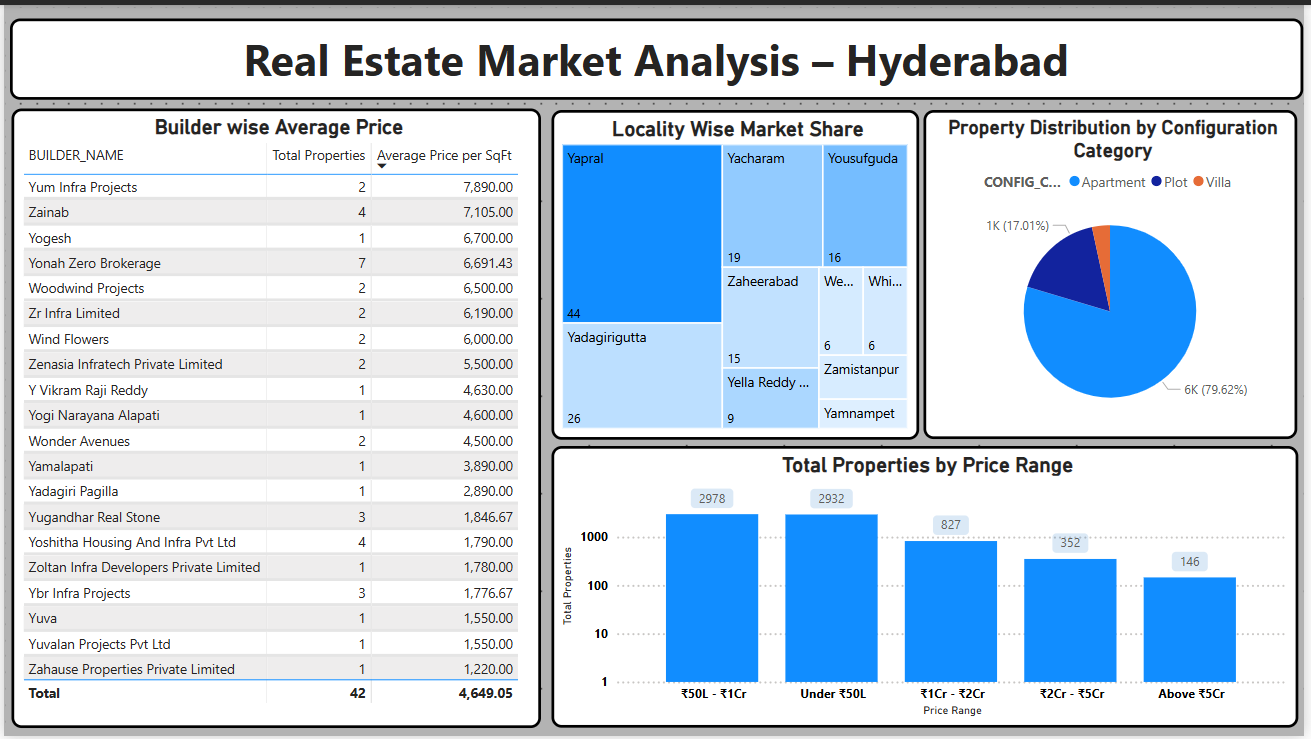 Real Estate Market Analysis – Hyderabad
Builder wise Average Price
BUILDER_NAME Total Properties Average Price per SqFt
Yum Infra Projects 2 7,890.00
Zainab 4 7,105.00
Yogesh 1 6,700.00
Yonah Zero Brokerage 7 6,691.43
Woodwind Projects 2 6,500.00
Zr Infra Limited 2 6,190.00
Wind Flowers 2 6,000.00
Zenasia Infratech Private Limited 2 5,500.00
Y Vikram Raji Reddy 1 4,630.00
Yogi Narayana Alapati 1 4,600.00
Wonder Avenues 2 4,500.00
Yamalapati 1 3,890.00
Yadagiri Pagilla 1 2,890.00
Yugandhar Real Stone 3 1,846.67
Yoshitha Housing And Infra Pvt Ltd 4 1,790.00
Zoltan Infra Developers Private Limited 1 1,780.00
Ybr Infra Projects 3 1,776.67
Yuva 1 1,550.00
Yuvalan Projects Pvt Ltd 1 1,550.00
Zahause Properties Private Limited 1 1,220.00
Total 42 4,649.05
Locality Wise Market Share
Yapral
44
Yadagirigutta
26
Yacharam
19
Yousufguda
16
Zaheerabad
15
Yella Reddy ...
9
We...
6
Whi...
6
Zamistanpur
Yamnampet
Property Distribution by Configuration
Category
CONFIG_C... Apartment Plot Villa
1K (17.01%)
6K (79.62%)
Total Properties by Price Range
Total Properties
1000
100
10
1
2978
2932
827
352
146
₹50L - ₹1Cr
Under ₹50L
₹1Cr - ₹2Cr
₹2Cr - ₹5Cr
Above ₹5Cr
Price Range